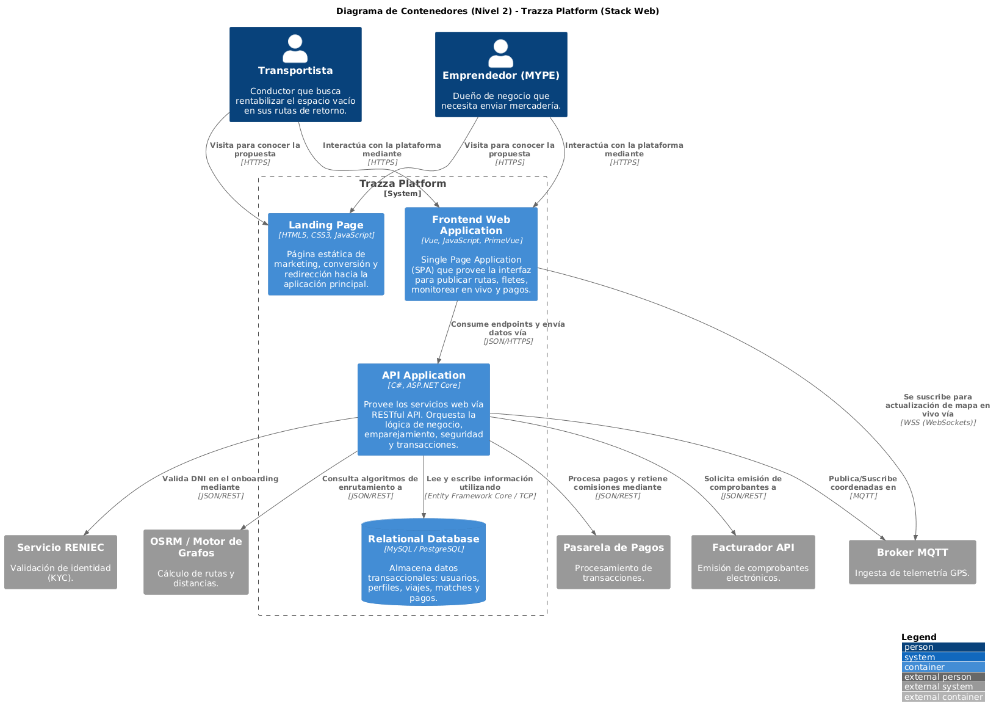 Diagrama de Contenedores (Nivel 2) - Trazza Platform (Stack Web)
Transportista
Conductor que busca
rentabilizar el espacio vacío
en sus rutas de retorno.
Emprendedor (MYPE)
Dueño de negocio que
necesita enviar mercadería.
Visita para conocer la
propuesta
[HTTPS]
Interactúa con la plataforma
mediante
[HTTPS]
Visita para conocer la
propuesta
[HTTPS]
Interactúa con la plataforma
mediante
[HTTPS]
Trazza Platform
[System]
Landing Page
[HTML5, CSS3, JavaScript]
Página estática de
marketing, conversión y
redirección hacia la
aplicación principal.
Frontend Web
Application
[Vue, JavaScript, PrimeVue]
Single Page Application
(SPA) que provee la interfaz
para publicar rutas, fletes,
monitorear en vivo y pagos.
Consume endpoints y envía
datos vía
[JSON/HTTPS]
API Application
[C#, ASP.NET Core]
Provee los servicios web vía
RESTful API. Orquesta la
lógica de negocio,
emparejamiento, seguridad
y transacciones.
Se suscribe para
actualización de mapa en
vivo vía
[WSS (WebSockets)]
Valida DNI en el onboarding
mediante
[JSON/REST]
Consulta algoritmos de
enrutamiento a
[JSON/REST]
Lee y escribe información
utilizando
[Entity Framework Core / TCP]
Procesa pagos y retiene
comisiones mediante
[JSON/REST]
Solicita emisión de
comprobantes a
[JSON/REST]
Publica/Suscribe
coordenadas en
[MQTT]
Servicio RENIEC
Validación de identidad
(KYC).
OSRM / Motor de
Grafos
Cálculo de rutas y
distancias.
Relational Database
[MySQL / PostgreSQL]
Almacena datos
transaccionales: usuarios,
perfiles, viajes, matches y
pagos.
Pasarela de Pagos
Procesamiento de
transacciones.
Facturador API
Emisión de comprobantes
electrónicos.
Broker MQTT
Ingesta de telemetría GPS.
Legend
person
system
container
external person
external system
external container